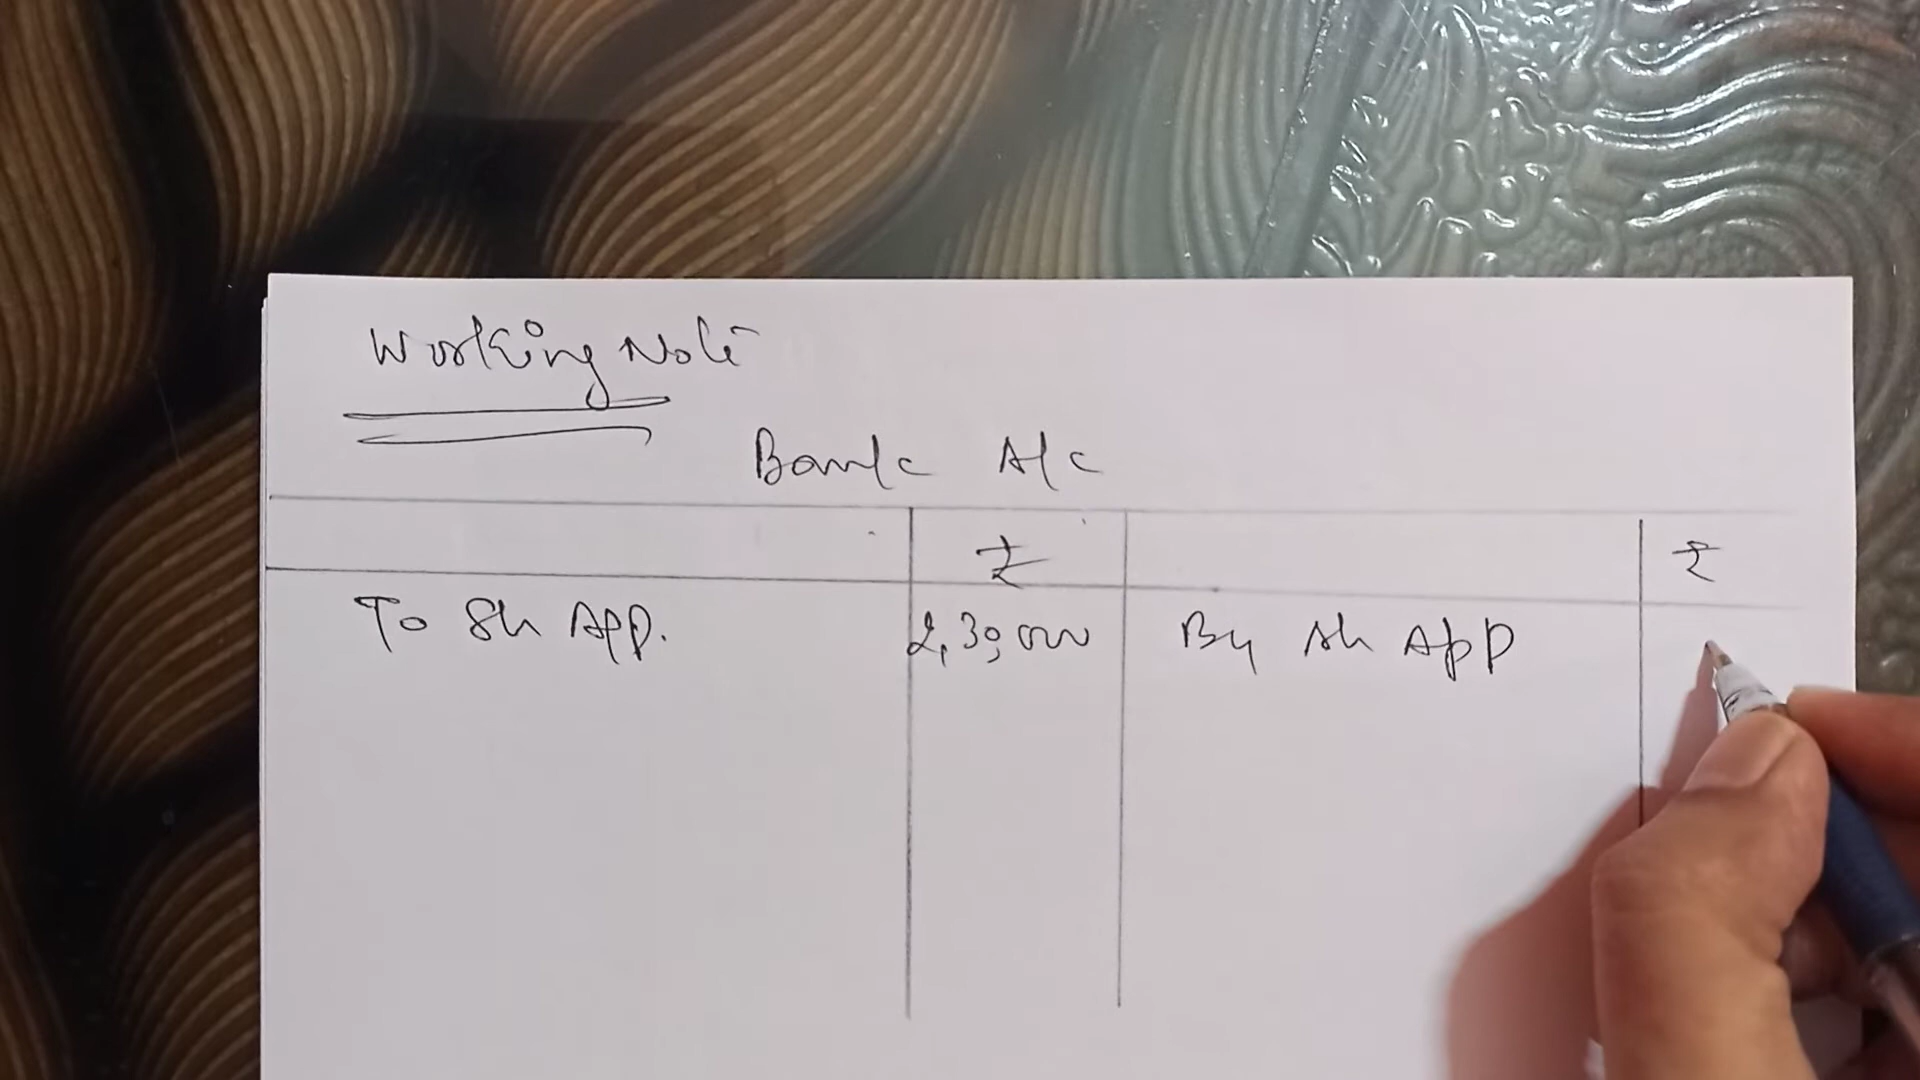 Working Note
Bank A/c
₹ ₹
To Sh App. 2,30,000 By Sh App